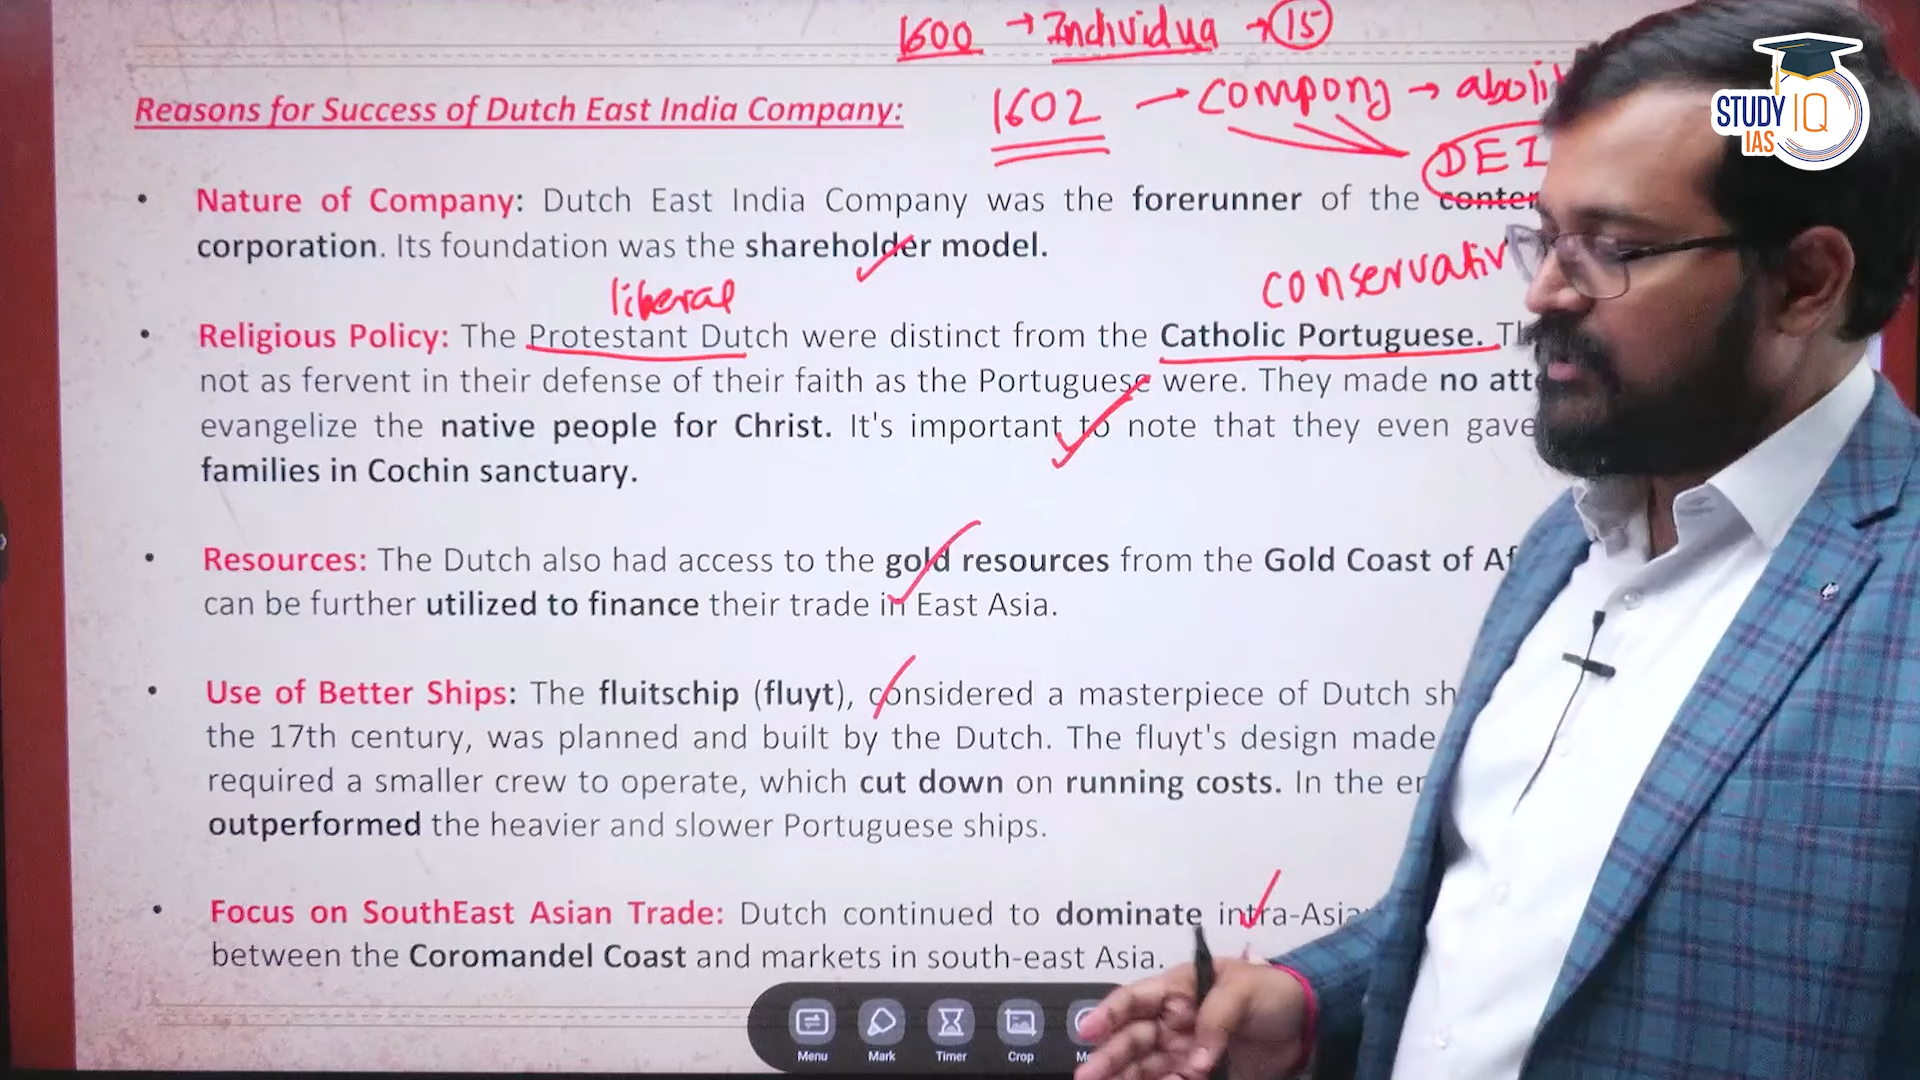 1600 → Individua → 15
1602 → Compony → aboli
DEI
STUDY IQ
IAS
Reasons for Success of Dutch East India Company:
• Nature of Company: Dutch East India Company was the forerunner of the
corporation. Its foundation was the shareholder model.
liberal
conservativ
• Religious Policy: The Protestant Dutch were distinct from the Catholic Portuguese.
not as fervent in their defense of their faith as the Portuguese were. They made no
evangelize the native people for Christ. It's important to note that they even gave
families in Cochin sanctuary.
• Resources: The Dutch also had access to the gold resources from the Gold Coast of
can be further utilized to finance their trade in East Asia.
• Use of Better Ships: The fluitschip (fluyt), considered a masterpiece of Dutch
the 17th century, was planned and built by the Dutch. The fluyt's design made
required a smaller crew to operate, which cut down on running costs. In the
outperformed the heavier and slower Portuguese ships.
• Focus on SouthEast Asian Trade: Dutch continued to dominate intra-Asia
between the Coromandel Coast and markets in south-east Asia.
Menu Mark Timer Crop